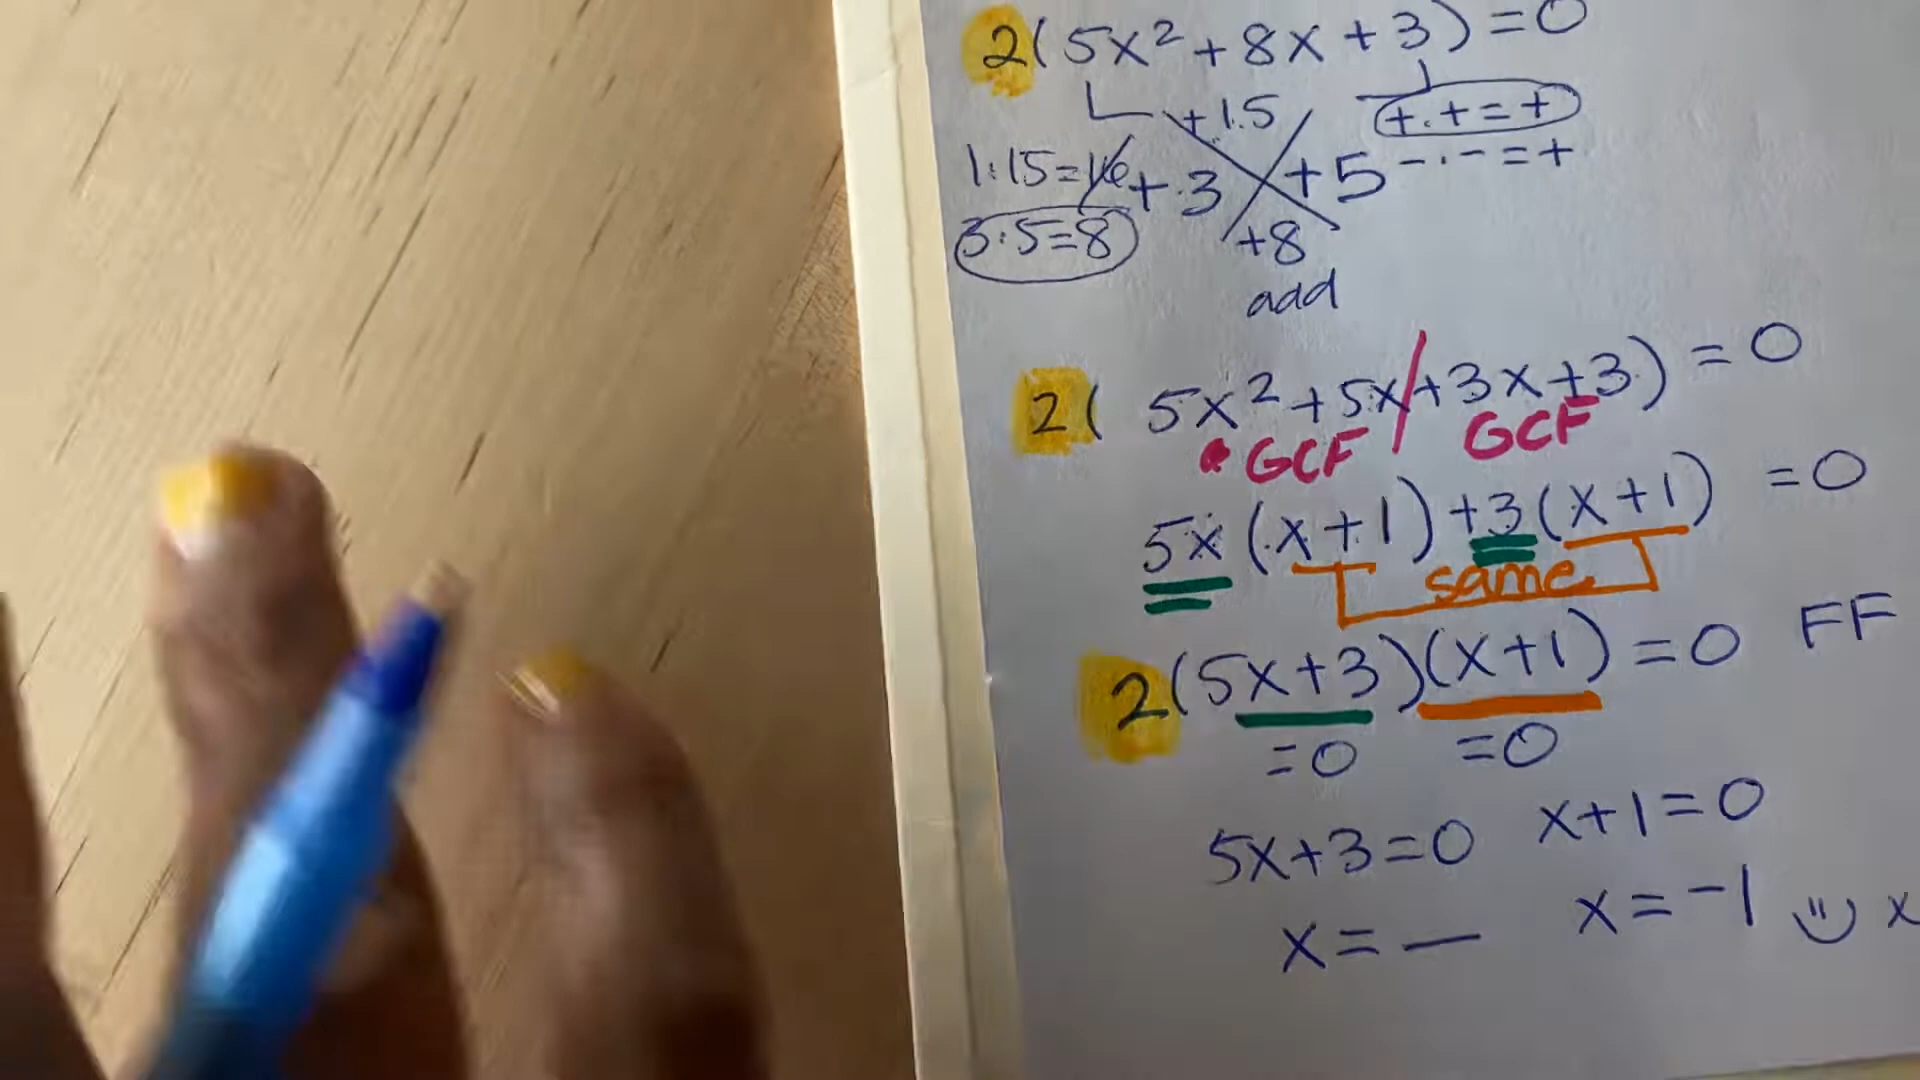 2(5x² + 8x + 3) = 0
+15
+ . + = +
1.15=16
+ 3
+5
- . - = +
3.5=8
+8
add
2( 5x² + 5x / + 3x + 3) = 0
GCF GCF
5x (x + 1) + 3 (x + 1) = 0
same
2 (5x + 3)(x + 1) = 0 FF
= 0 = 0
5x + 3 = 0 x + 1 = 0
x = — x = -1 x